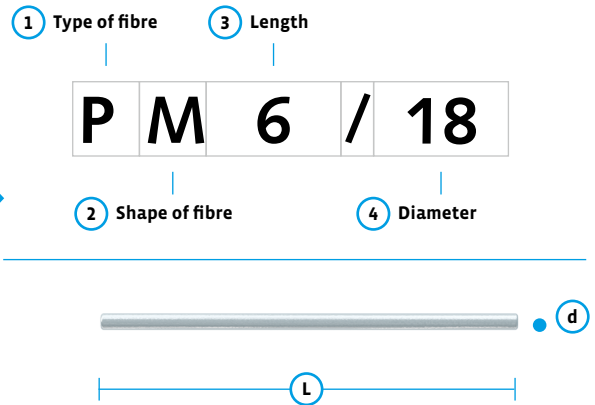 1 Type of fibre
3 Length
P M 6 / 18
2 Shape of fibre
4 Diameter
d
L